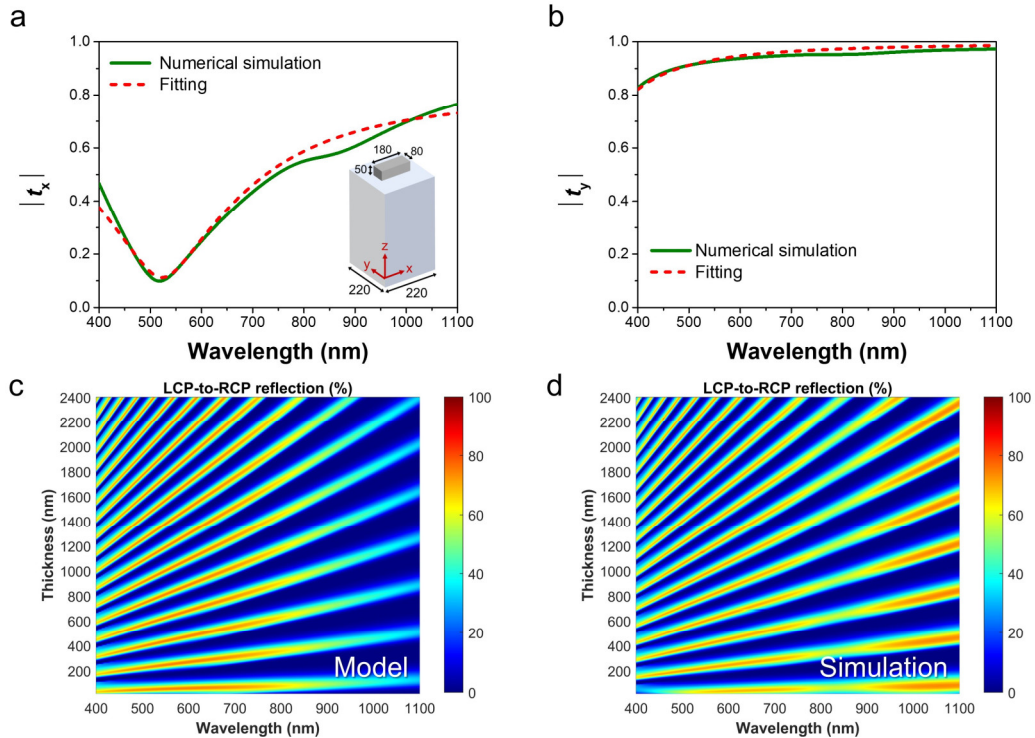 a
1.0
0.8
0.6
0.4
0.2
0.0
| tx |
Numerical simulation
Fitting
180
80
50
z
y
x
220
220
400 500 600 700 800 900 1000 1100
Wavelength (nm)
b
1.0
0.8
0.6
0.4
0.2
0.0
| ty |
Numerical simulation
Fitting
400 500 600 700 800 900 1000 1100
Wavelength (nm)
c
LCP-to-RCP reflection (%)
2400
2200
2000
1800
1600
1400
1200
1000
800
600
400
200
Thickness (nm)
Model
400 500 600 700 800 900 1000 1100
Wavelength (nm)
100
80
60
40
20
0
d
LCP-to-RCP reflection (%)
2400
2200
2000
1800
1600
1400
1200
1000
800
600
400
200
Thickness (nm)
Simulation
400 500 600 700 800 900 1000 1100
Wavelength (nm)
100
80
60
40
20
0